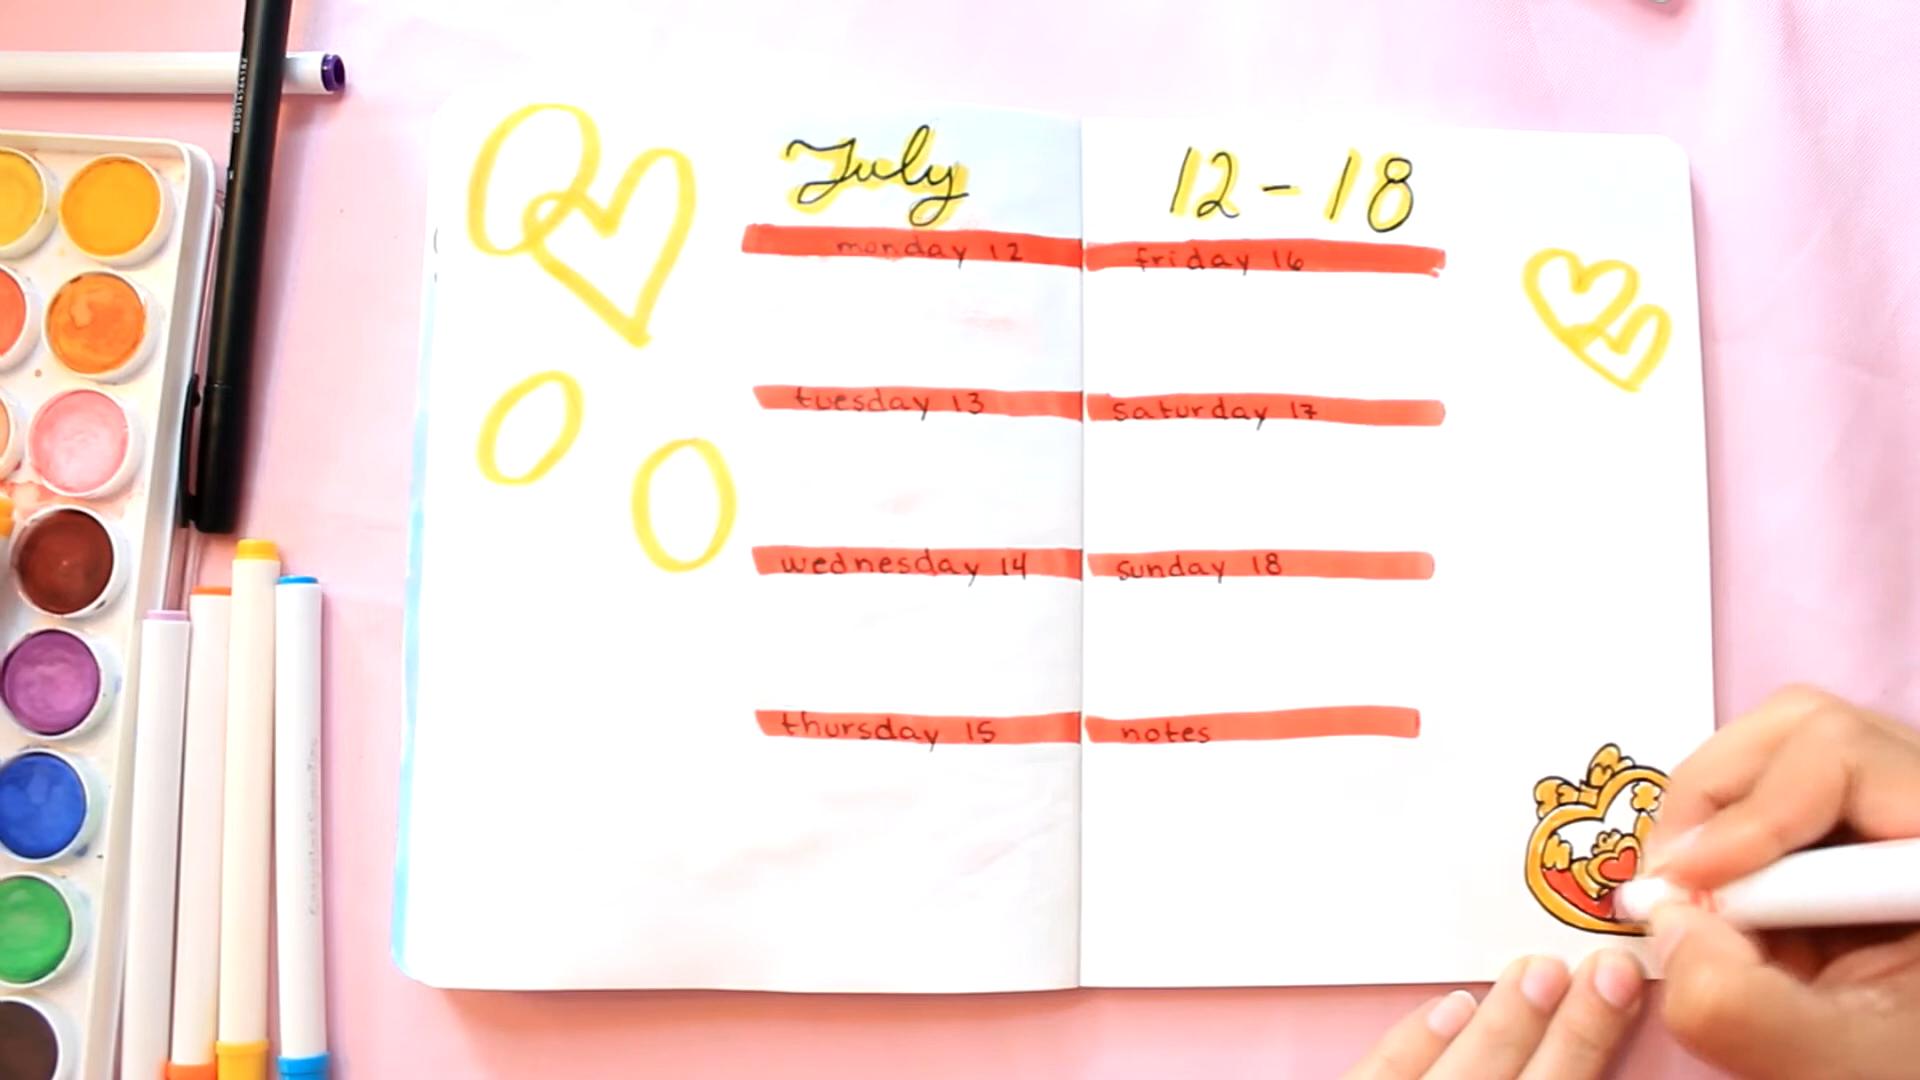 July
12-18
monday 12
tuesday 13
wednesday 14
thursday 15
friday 16
saturday 17
sunday 18
notes